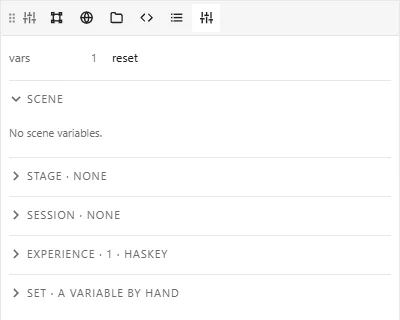 vars 1 reset
SCENE
No scene variables.
STAGE · NONE
SESSION · NONE
EXPERIENCE · 1 · HASKEY
SET · A VARIABLE BY HAND